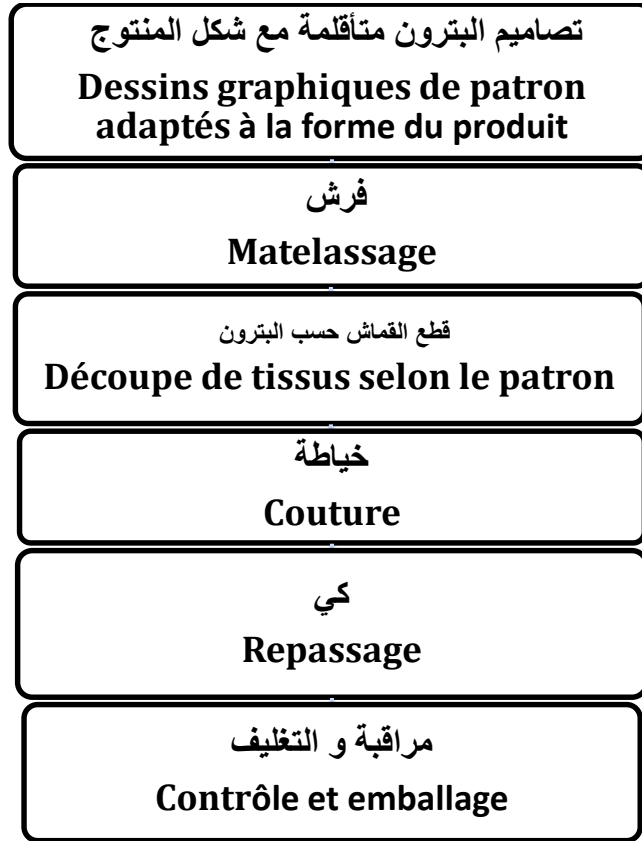 تصاميم البترون متأقلمة مع شكل المنتوج
Dessins graphiques de patron
adaptés à la forme du produit
فرش
Matelassage
قطع القماش حسب البترون
Découpe de tissus selon le patron
خياطة
Couture
كي
Repassage
مراقبة و التغليف
Contrôle et emballage